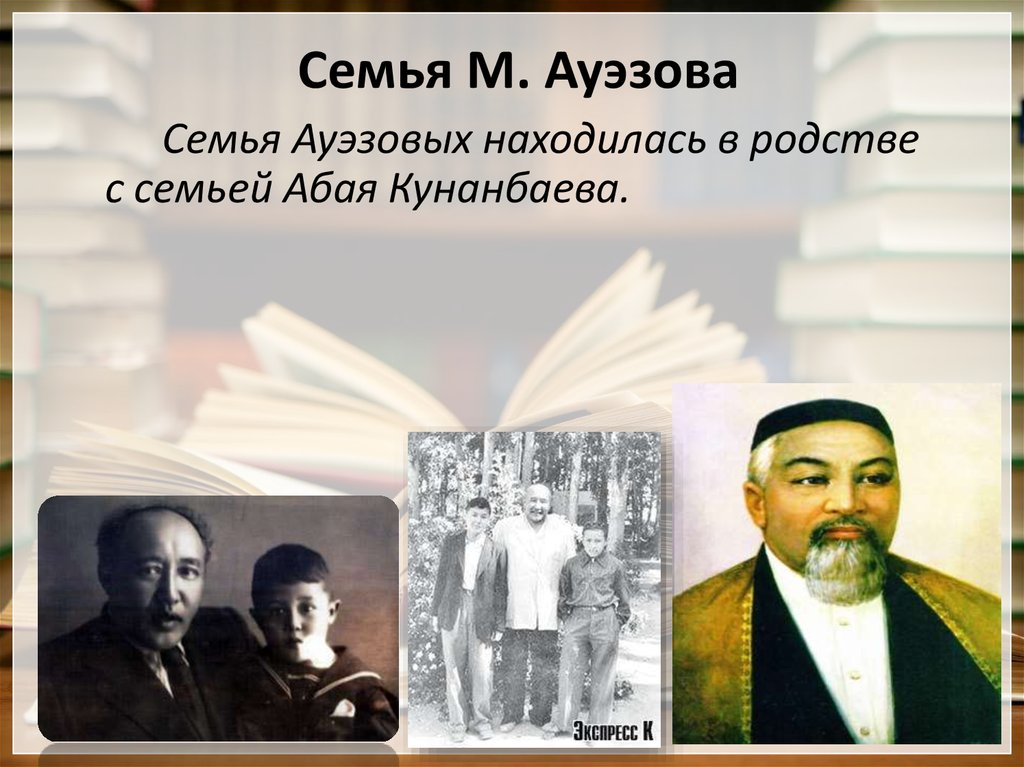 Семья М. Ауэзова
Семья Ауэзовых находилась в родстве
с семьей Абая Кунанбаева.
Экспресс К